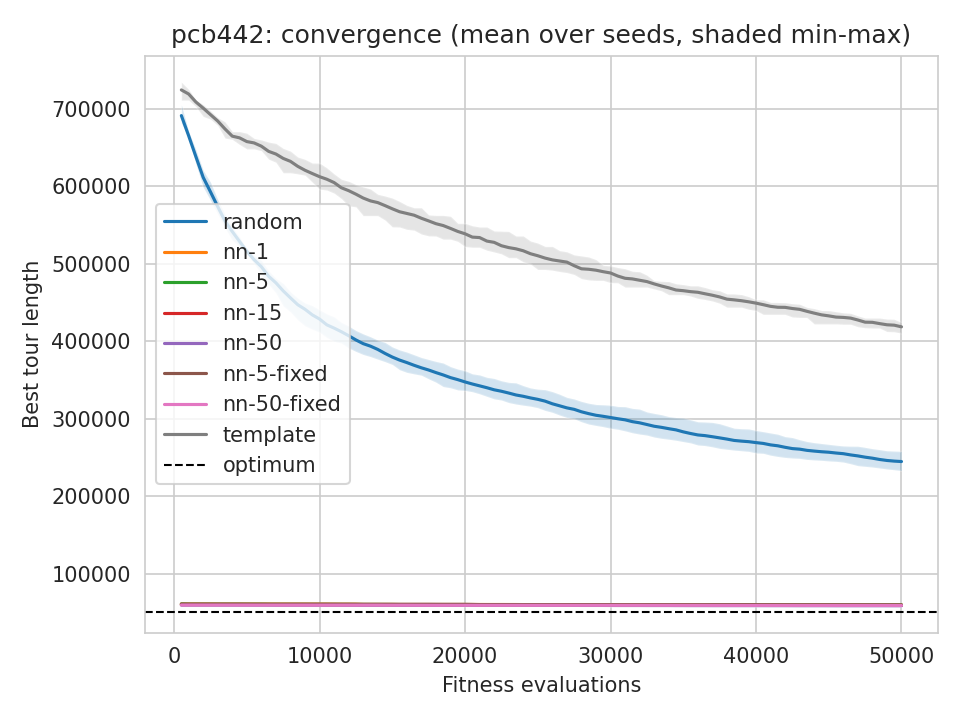 pcb442: convergence (mean over seeds, shaded min-max)
Best tour length
700000
600000
500000
400000
300000
200000
100000
random
nn-1
nn-5
nn-15
nn-50
nn-5-fixed
nn-50-fixed
template
optimum
0 10000 20000 30000 40000 50000
Fitness evaluations